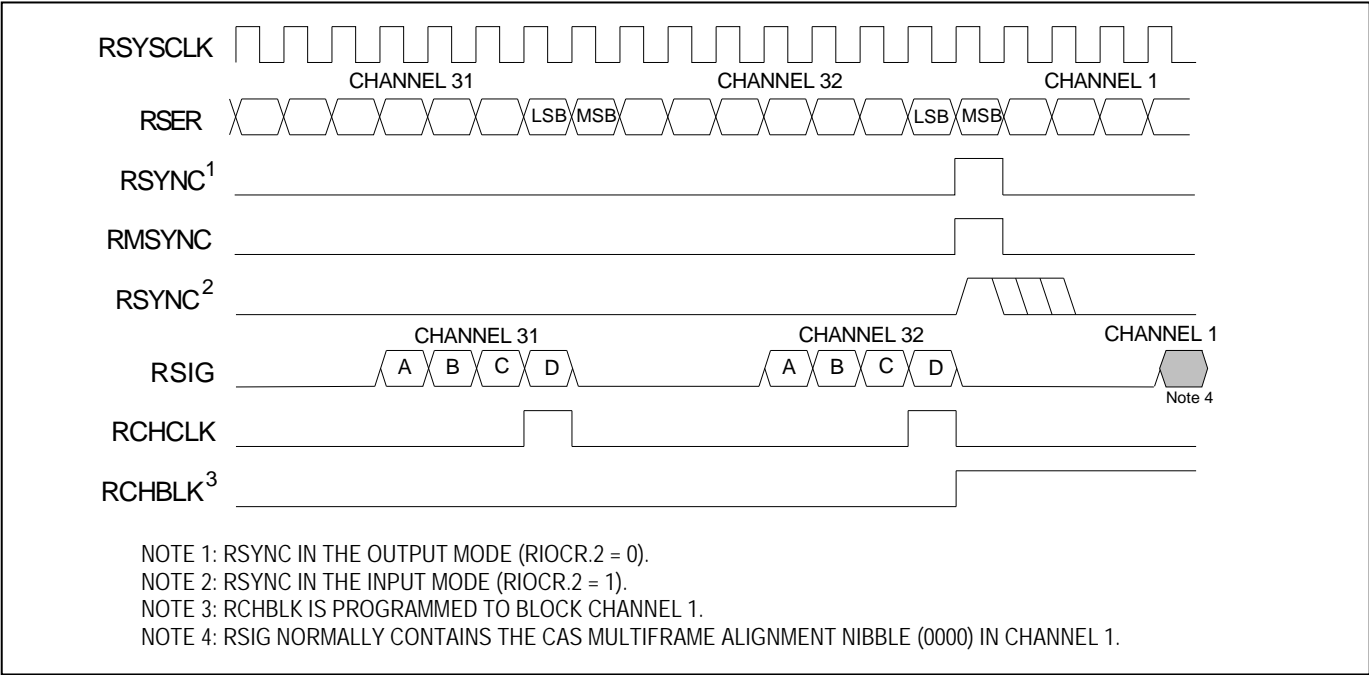 RSYSCLK
CHANNEL 31 CHANNEL 32 CHANNEL 1
RSER LSB MSB LSB MSB
RSYNC1
RMSYNC
RSYNC2
CHANNEL 31 CHANNEL 32 CHANNEL 1
RSIG A B C D A B C D
Note 4
RCHCLK
RCHBLK3
NOTE 1: RSYNC IN THE OUTPUT MODE (RIOCR.2 = 0).
NOTE 2: RSYNC IN THE INPUT MODE (RIOCR.2 = 1).
NOTE 3: RCHBLK IS PROGRAMMED TO BLOCK CHANNEL 1.
NOTE 4: RSIG NORMALLY CONTAINS THE CAS MULTIFRAME ALIGNMENT NIBBLE (0000) IN CHANNEL 1.